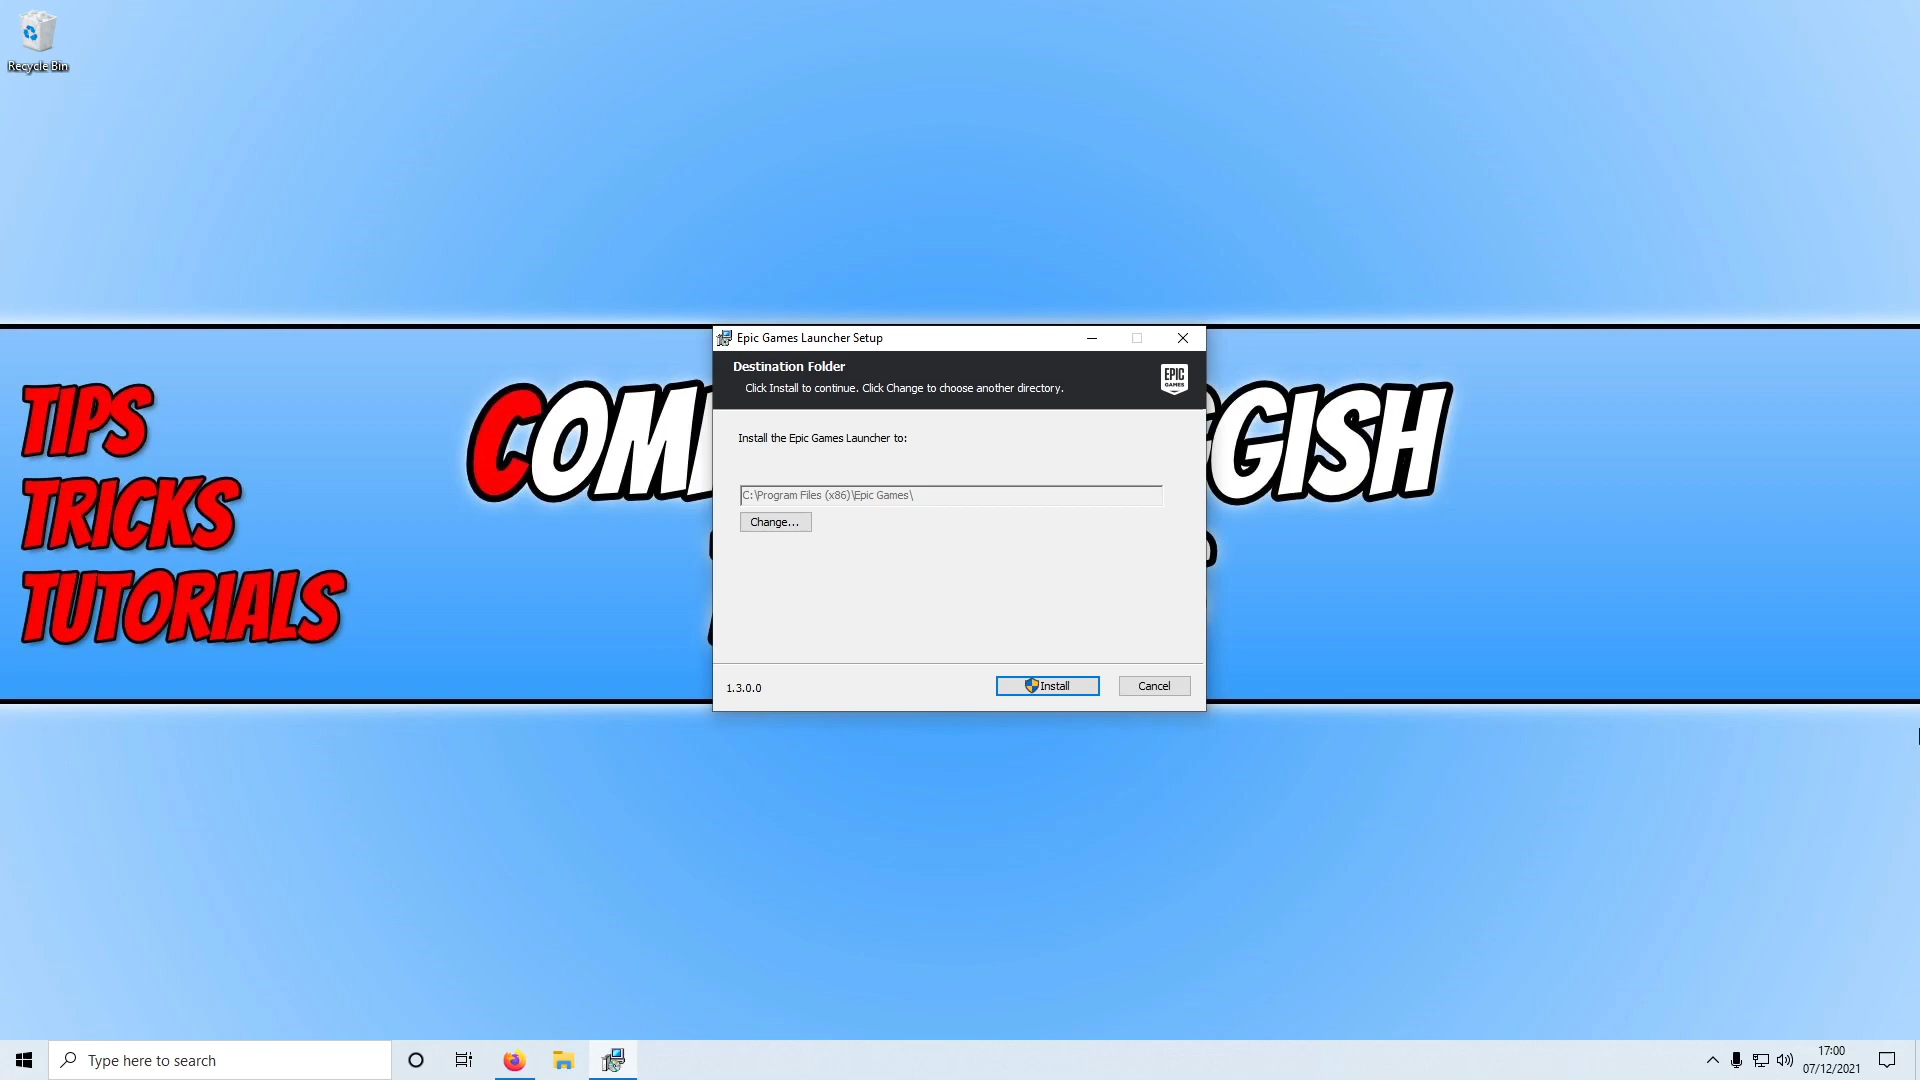 Recycle Bin
TIPS
TRICKS
TUTORIALS
COM
GGISH
Epic Games Launcher Setup
Destination Folder
Click Install to continue. Click Change to choose another directory.
EPIC
GAMES
Install the Epic Games Launcher to:
C:\Program Files (x86)\Epic Games\
Change...
1.3.0.0
Install
Cancel
Type here to search
17:00
07/12/2021